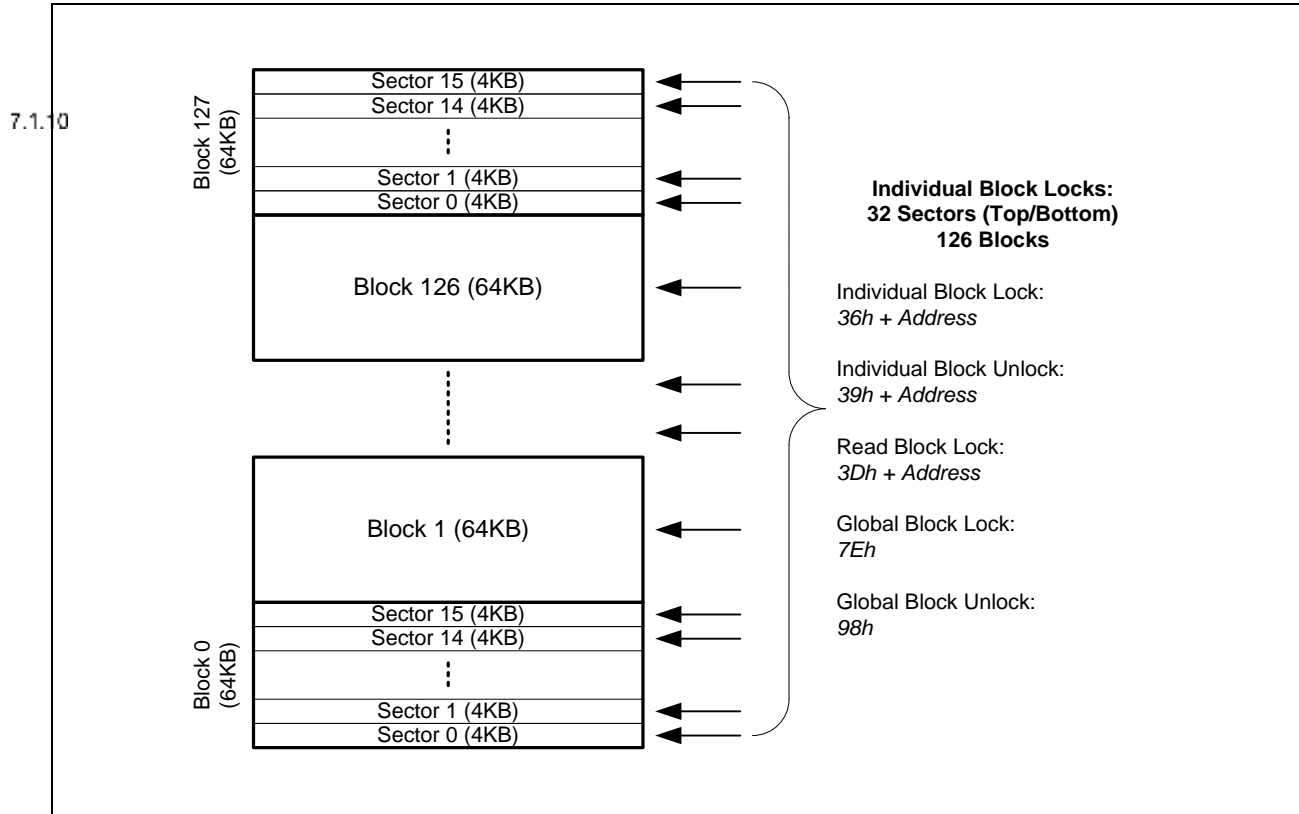 7.1.10
Block 127
(64KB)
Sector 15 (4KB)
Sector 14 (4KB)
Sector 1 (4KB)
Sector 0 (4KB)
Block 126 (64KB)
Block 1 (64KB)
Block 0
(64KB)
Sector 15 (4KB)
Sector 14 (4KB)
Sector 1 (4KB)
Sector 0 (4KB)
Individual Block Locks:
32 Sectors (Top/Bottom)
126 Blocks
Individual Block Lock:
36h + Address
Individual Block Unlock:
39h + Address
Read Block Lock:
3Dh + Address
Global Block Lock:
7Eh
Global Block Unlock:
98h